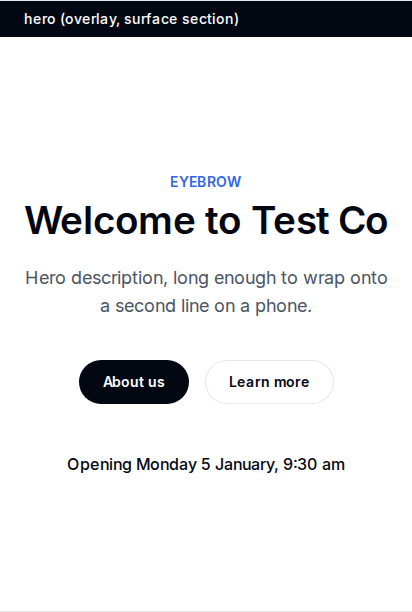 hero (overlay, surface section)
EYEBROW
Welcome to Test Co
Hero description, long enough to wrap onto
a second line on a phone.
About us
Learn more
Opening Monday 5 January, 9:30 am